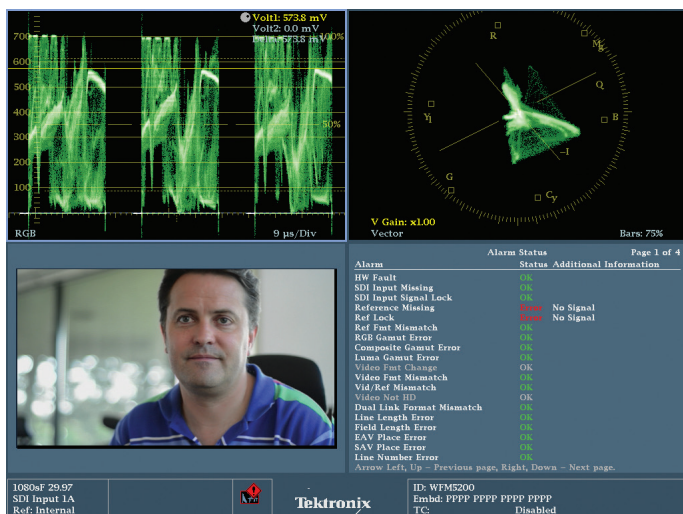 Volt1: 573.8 mV
Volt2: 0.0 mV
573.8 mV
700
100%
600
500
400
50%
300
200
100
RGB
9 µs/Div
R
Mg
Q
Yl
B
-I
G
Cy
V Gain: x1.00
Vector
Bars: 75%
Alarm Status
Page 1 of 4
Alarm Status Additional Information
HW Fault OK
SDI Input Missing OK
SDI Input Signal Lock OK
Reference Missing Error No Signal
Ref Lock Error No Signal
Ref Fmt Mismatch OK
RGB Gamut Error OK
Composite Gamut Error OK
Luma Gamut Error OK
Video Fmt Change OK
Video Fmt Mismatch OK
Vid/Ref Mismatch OK
Video Not HD OK
Dual Link Format Mismatch OK
Line Length Error OK
Field Length Error OK
EAV Place Error OK
SAV Place Error OK
Line Number Error OK
Arrow Left, Up - Previous page, Right, Down - Next page.
1080sF 29.97
SDI Input 1A
Ref: Internal
Tektronix
ID: WFM5200
Embd: PPPP PPPP PPPP PPPP
TC: Disabled